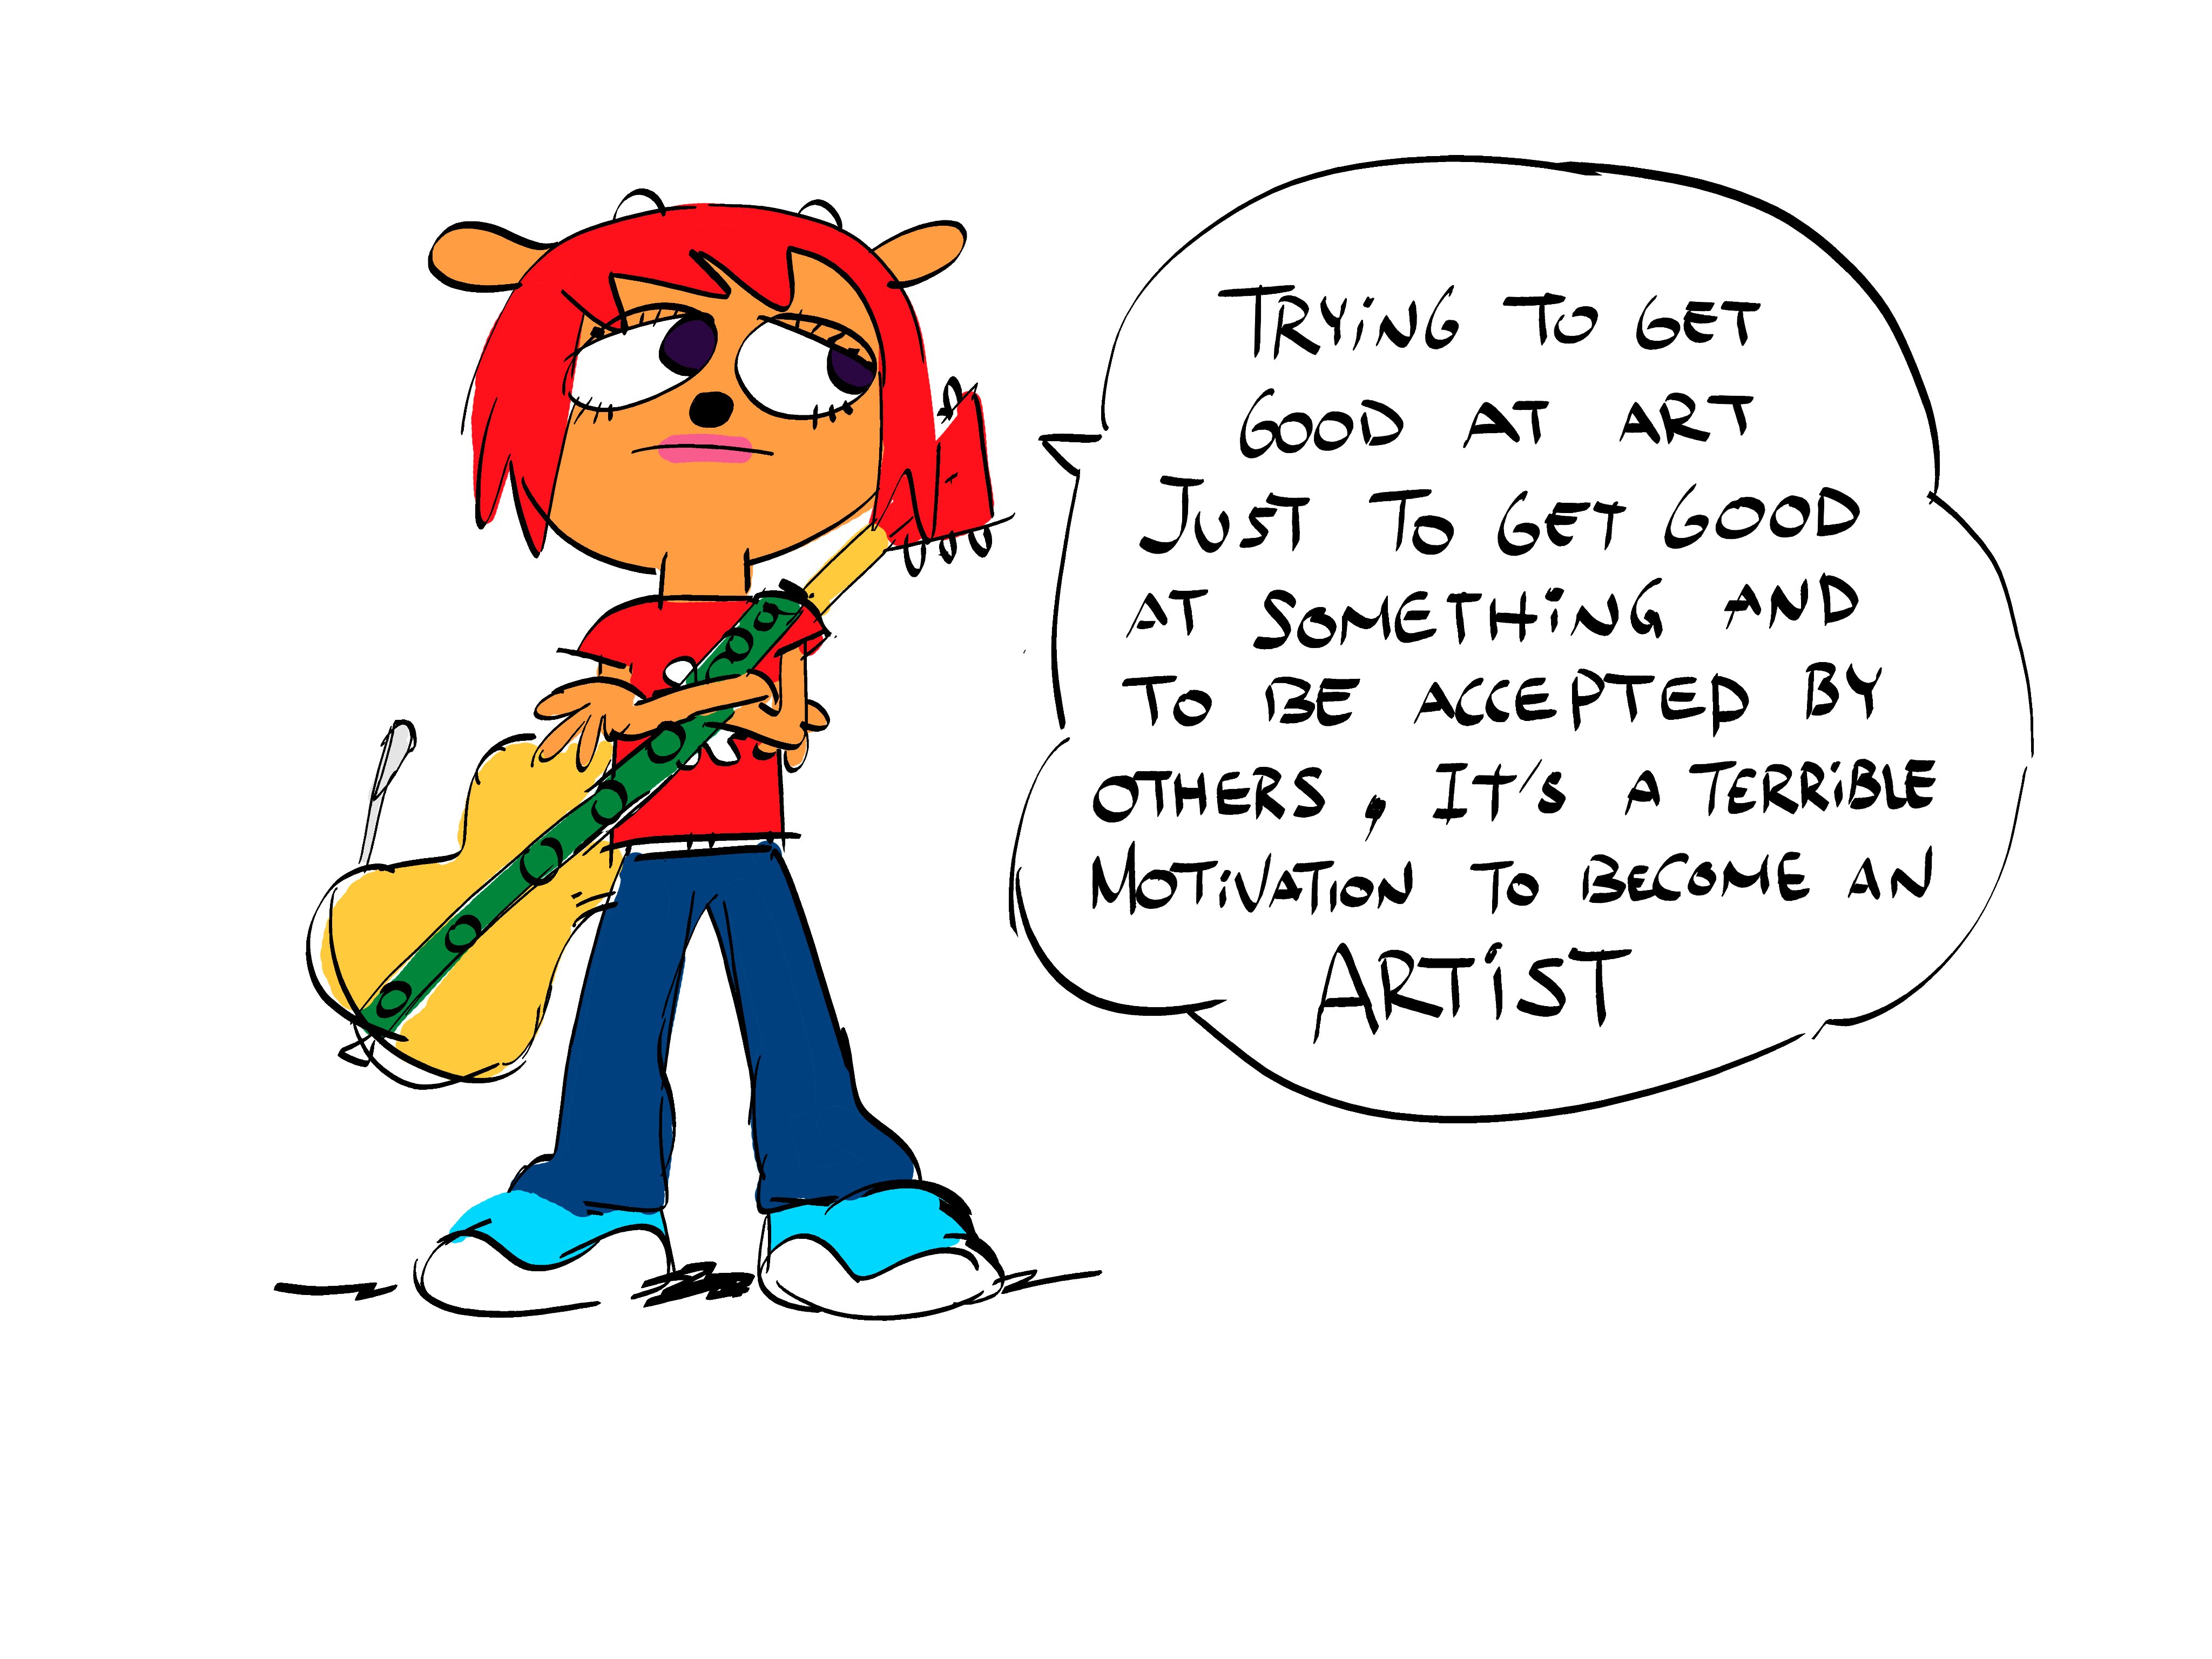 TRYiNG TO GET
GOOD AT ART
JUST TO GET GOOD
AT SOMETHiNG AND
TO BE ACCEPTED BY
OTHERS, IT'S A TERRiBLE
MOTiVATION TO BECOME AN
ARTiST